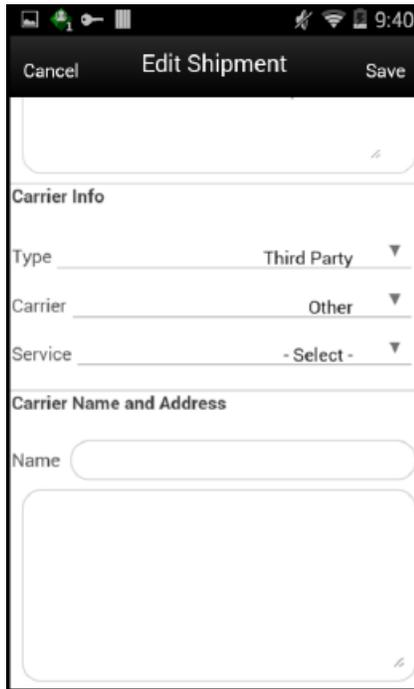 1 9:40
Cancel Edit Shipment Save
Carrier Info
Type Third Party
Carrier Other
Service - Select -
Carrier Name and Address
Name